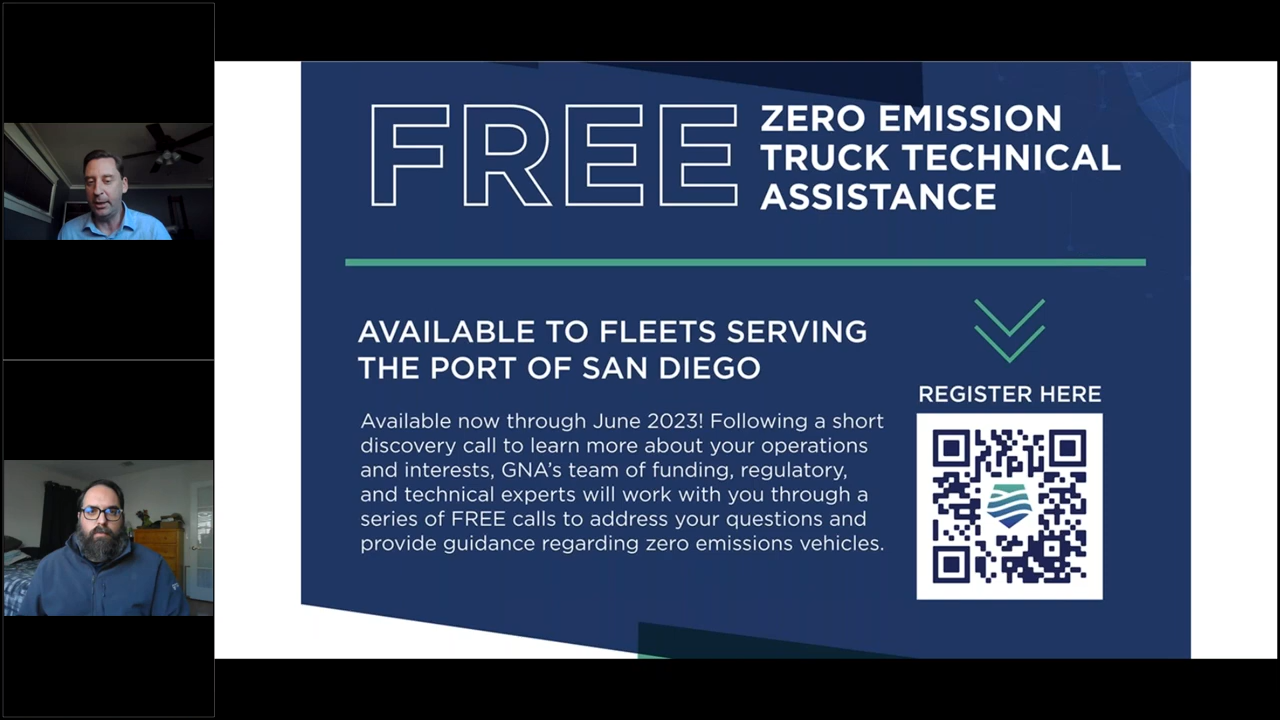 FREE
ZERO EMISSION
TRUCK TECHNICAL
ASSISTANCE
AVAILABLE TO FLEETS SERVING
THE PORT OF SAN DIEGO
Available now through June 2023! Following a short
discovery call to learn more about your operations
and interests, GNA's team of funding, regulatory,
and technical experts will work with you through a
series of FREE calls to address your questions and
provide guidance regarding zero emissions vehicles.
REGISTER HERE